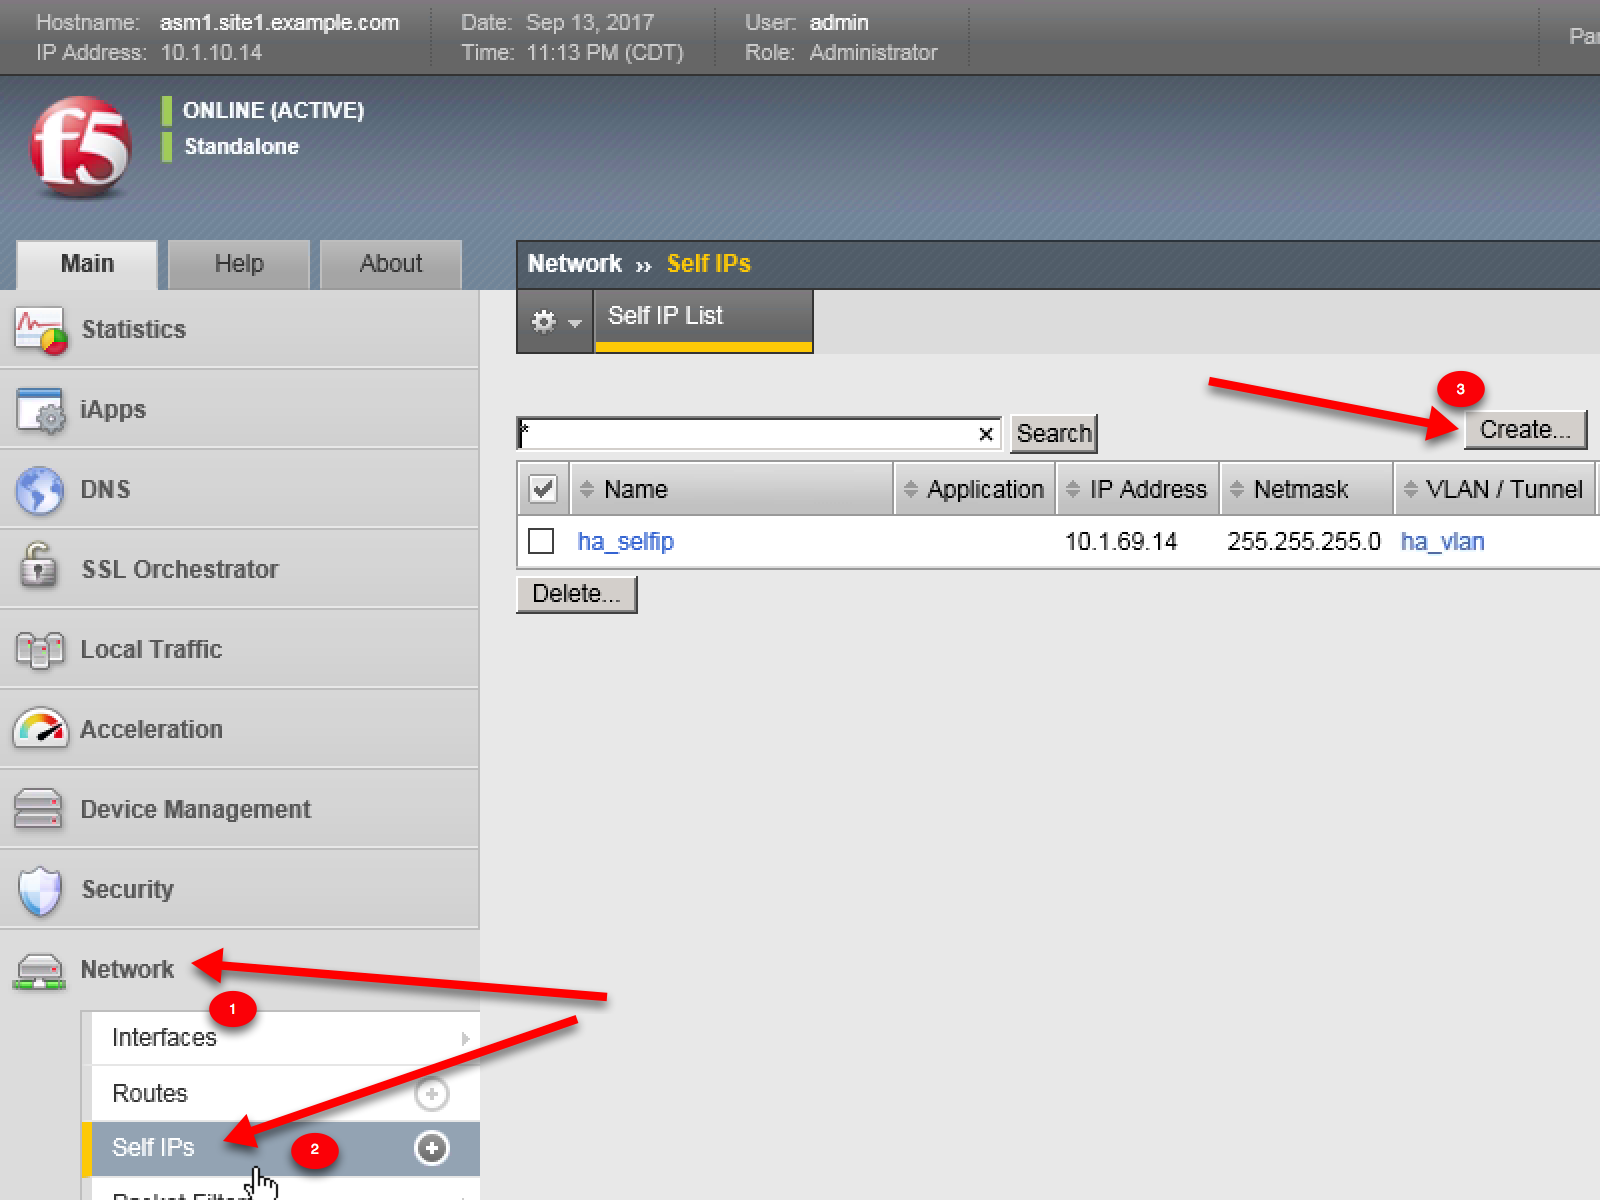 Hostname: asm1.site1.example.com Date: Sep 13, 2017 User: admin
IP Address: 10.1.10.14 Time: 11:13 PM (CDT) Role: Administrator
f5
ONLINE (ACTIVE)
Standalone
Main Help About
Network » Self IPs
Self IP List
Statistics
iApps
DNS
SSL Orchestrator
Local Traffic
Acceleration
Device Management
Security
Network
1
Interfaces
Routes
Self IPs
2
3
* × Search Create...
Name Application IP Address Netmask VLAN / Tunnel
ha_selfip 10.1.69.14 255.255.255.0 ha_vlan
Delete...